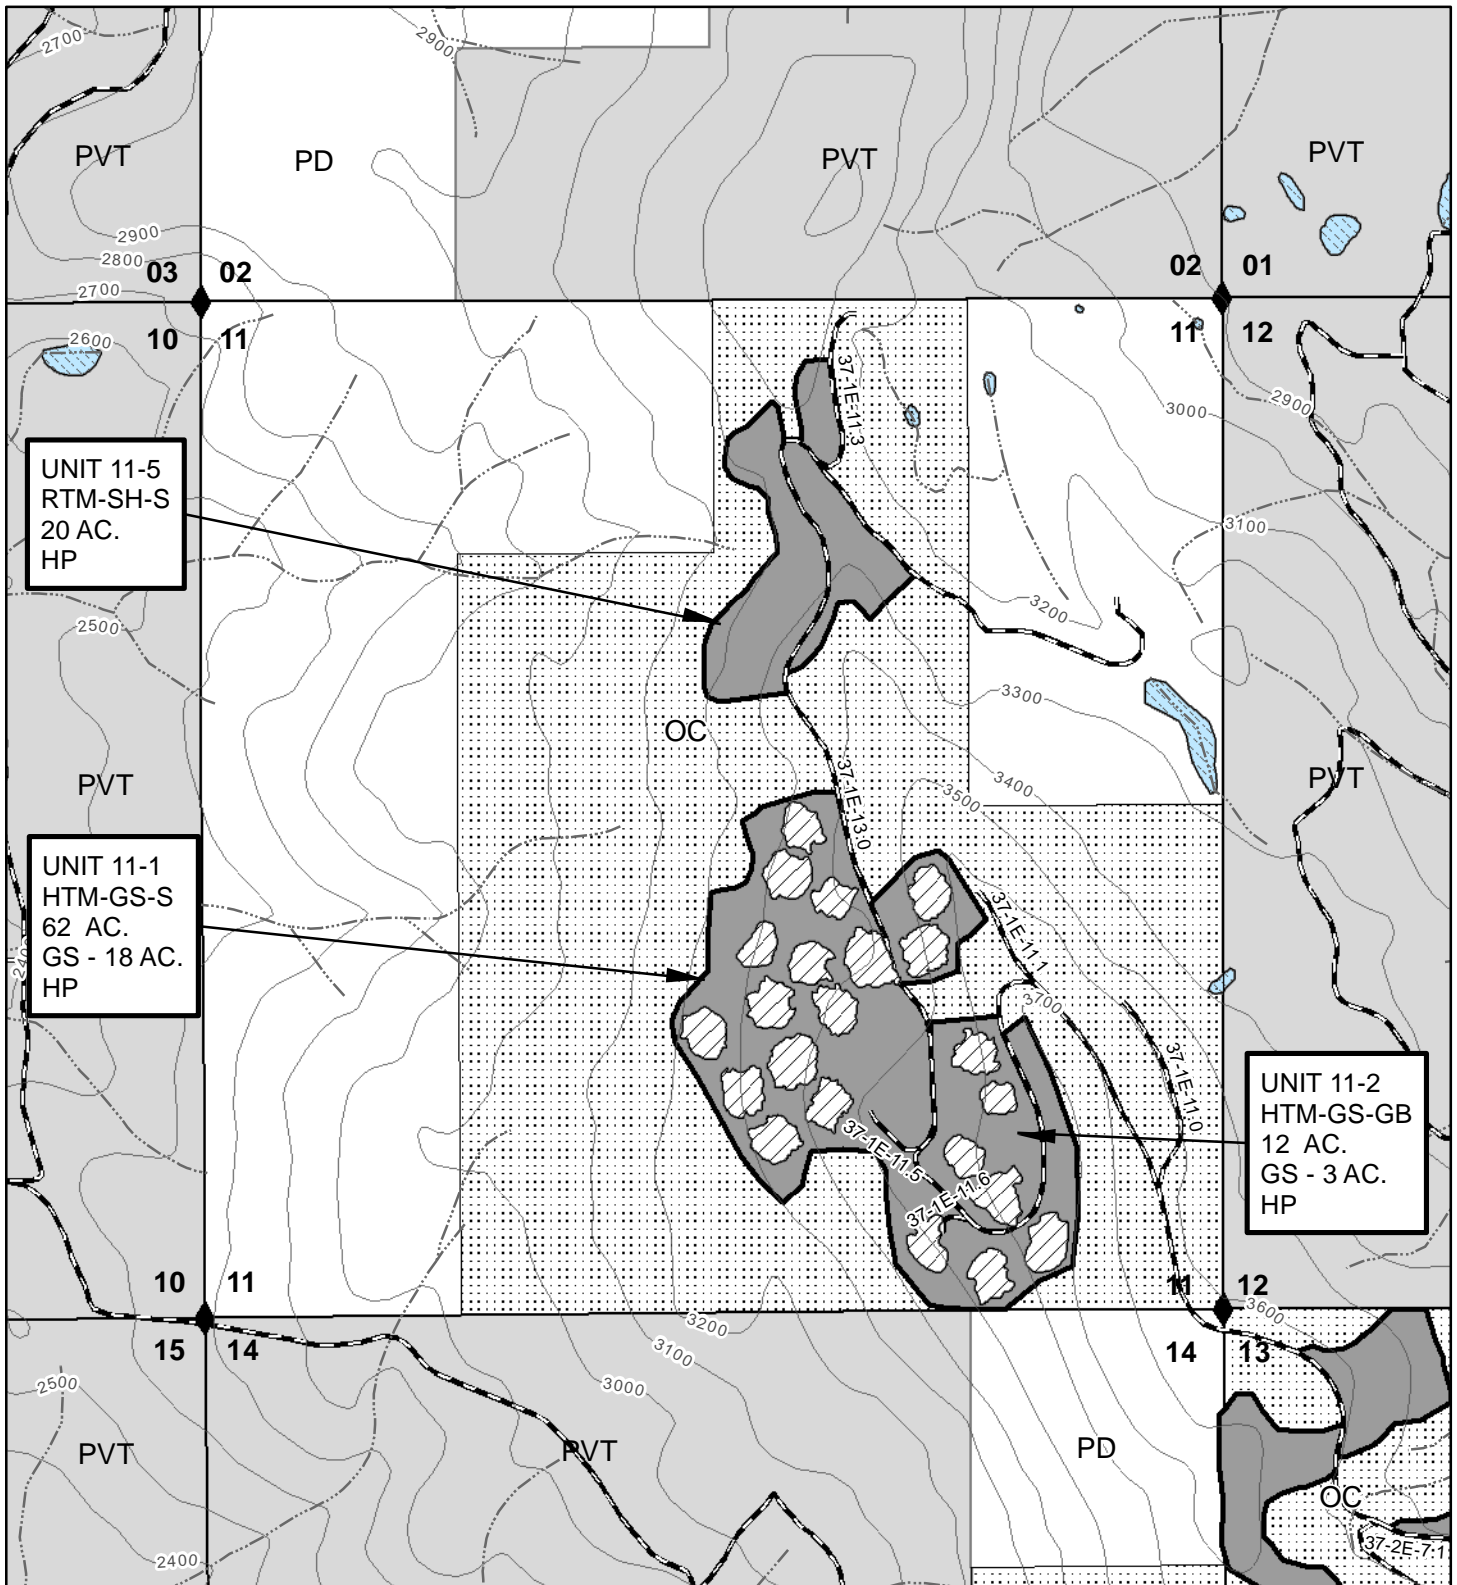 2700
2900
PVT
PD
PVT
PVT
2900
2800
03
02
02
01
2700
10
11
11
12
2600
37-1E-11.3
2900
3000
UNIT 11-5
RTM-SH-S
20 AC.
HP
3100
3200
2500
3300
OC
PVT
PVT
37-1E-13.0
3400
3500
UNIT 11-1
HTM-GS-S
62 AC.
GS - 18 AC.
HP
37-1E-11.1
3700
37-1E-11.0
UNIT 11-2
HTM-GS-GB
12 AC.
GS - 3 AC.
HP
37-1E-11.5
37-1E-11.6
10
11
11
12
3600
3200
15
14
14
13
3100
3000
2500
PVT
PVT
PD
OC
37-2E-7.1
2400